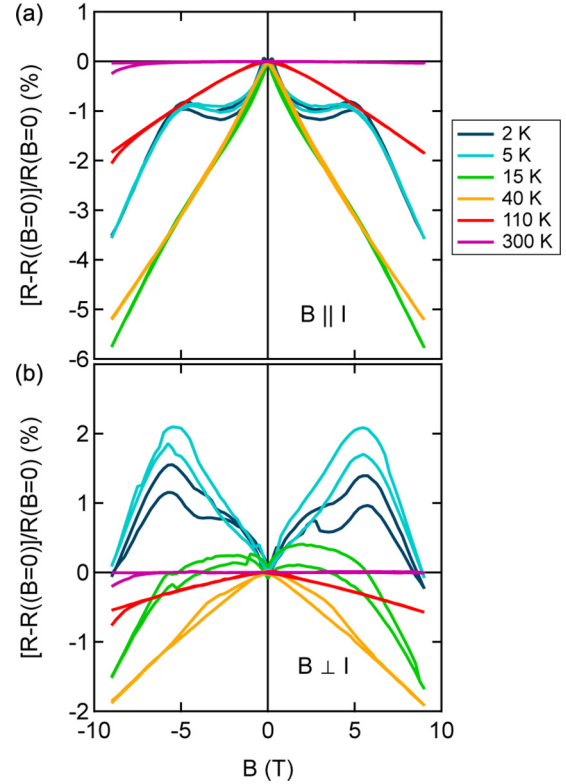 (a)
[R-R((B=0)]/R(B=0) (%)
1
0
-1
-2
-3
-4
-5
-6
B || I
2 K
5 K
15 K
40 K
110 K
300 K
(b)
[R-R((B=0)]/R(B=0) (%)
2
1
0
-1
-2
B ⊥ I
-10
-5
0
5
10
B (T)